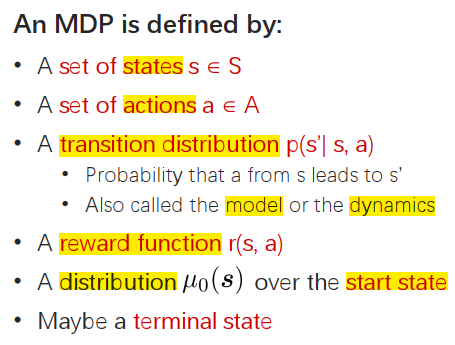 An MDP is defined by:
• A set of states s ∈ S
• A set of actions a ∈ A
• A transition distribution p(s'| s, a)
• Probability that a from s leads to s'
• Also called the model or the dynamics
• A reward function r(s, a)
• A distribution μ₀(s) over the start state
• Maybe a terminal state